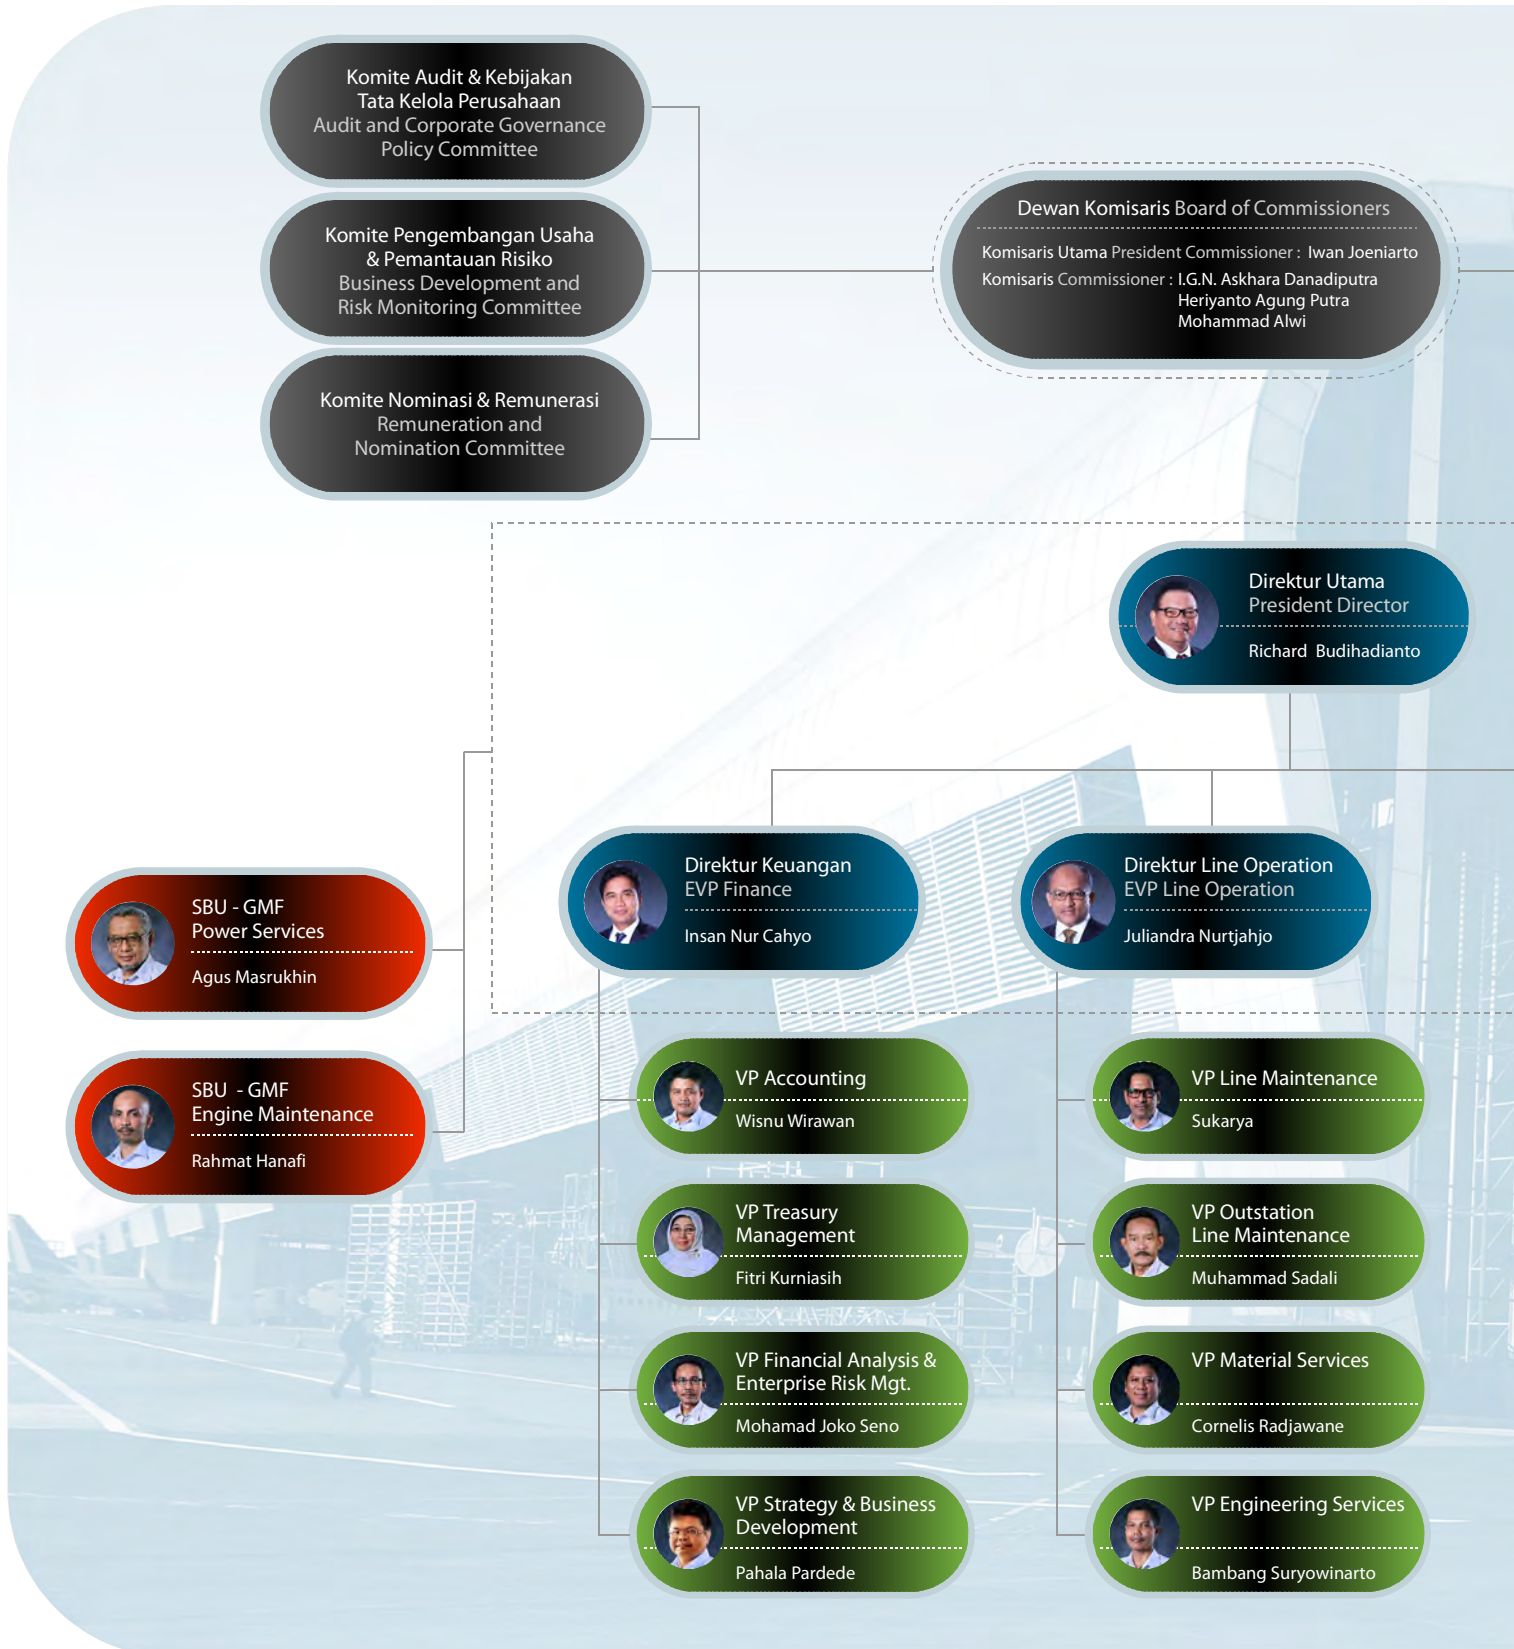 Komite Audit & Kebijakan
Tata Kelola Perusahaan
Audit and Corporate Governance
Policy Committee
Komite Pengembangan Usaha
& Pemantauan Risiko
Business Development and
Risk Monitoring Committee
Komite Nominasi & Remunerasi
Remuneration and
Nomination Committee
Dewan Komisaris Board of Commissioners
Komisaris Utama President Commissioner : Iwan Joeniarto
Komisaris Commissioner : I.G.N. Askhara Danadiputra
Heriyanto Agung Putra
Mohammad Alwi
Direktur Utama
President Director
Richard Budihadianto
SBU - GMF
Power Services
Agus Masrukhin
SBU - GMF
Engine Maintenance
Rahmat Hanafi
Direktur Keuangan
EVP Finance
Insan Nur Cahyo
VP Accounting
Wisnu Wirawan
VP Treasury
Management
Fitri Kurniasih
VP Financial Analysis &
Enterprise Risk Mgt.
Mohamad Joko Seno
VP Strategy & Business
Development
Pahala Pardede
Direktur Line Operation
EVP Line Operation
Juliandra Nurtjahjo
VP Line Maintenance
Sukarya
VP Outstation
Line Maintenance
Muhammad Sadali
VP Material Services
Cornelis Radjawane
VP Engineering Services
Bambang Suryowinarto